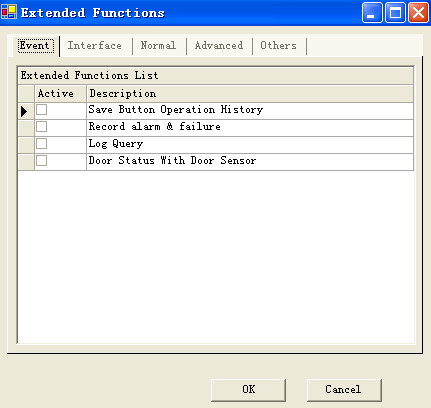 Extended Functions
Event Interface Normal Advanced Others
Extended Functions List
Active Description
Save Button Operation History
Record alarm & failure
Log Query
Door Status With Door Sensor
OK Cancel